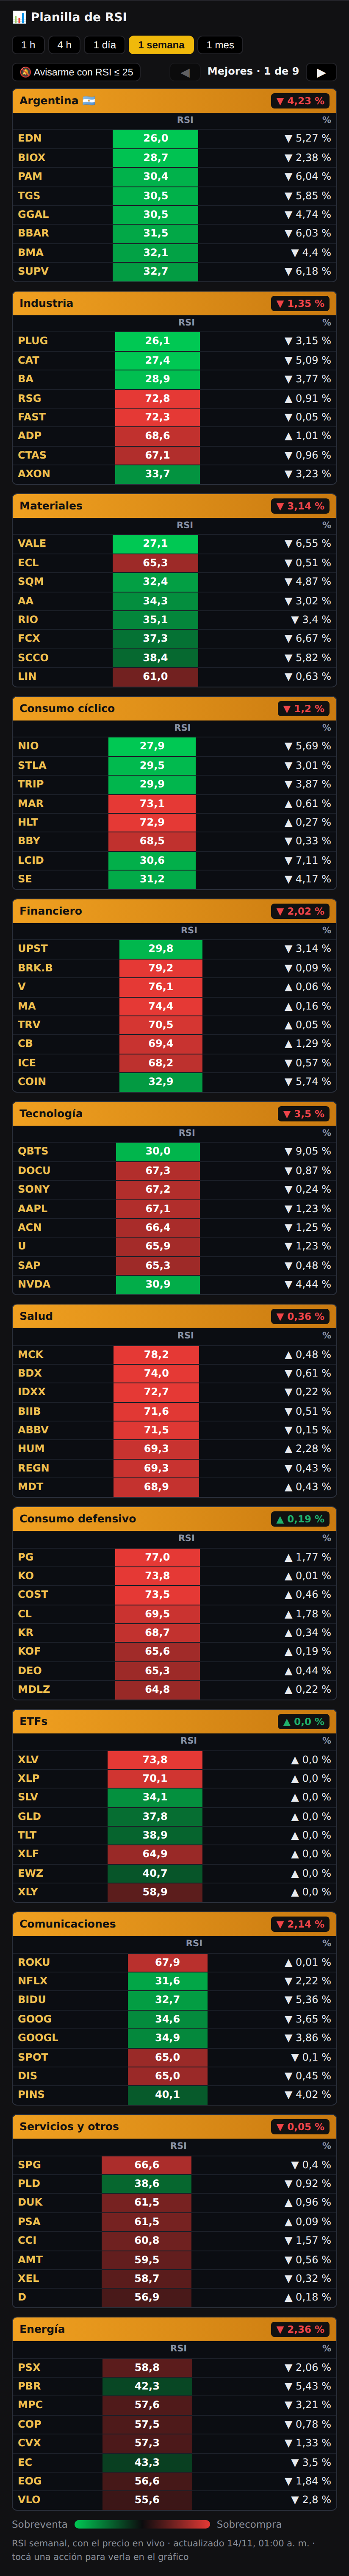 📊 Planilla de RSI
1 h 4 h 1 día 1 semana 1 mes
🔕 Avisarme con RSI ≤ 25 ◀ Mejores · 1 de 9 ▶
Argentina 🇦🇷 ▼ 4,23 %
RSI %
EDN 26,0 ▼ 5,27 %
BIOX 28,7 ▼ 2,38 %
PAM 30,4 ▼ 6,04 %
TGS 30,5 ▼ 5,85 %
GGAL 30,5 ▼ 4,74 %
BBAR 31,5 ▼ 6,03 %
BMA 32,1 ▼ 4,4 %
SUPV 32,7 ▼ 6,18 %
Industria ▼ 1,35 %
RSI %
PLUG 26,1 ▼ 3,15 %
CAT 27,4 ▼ 5,09 %
BA 28,9 ▼ 3,77 %
RSG 72,8 ▲ 0,91 %
FAST 72,3 ▼ 0,05 %
ADP 68,6 ▲ 1,01 %
CTAS 67,1 ▼ 0,96 %
AXON 33,7 ▼ 3,23 %
Materiales ▼ 3,14 %
RSI %
VALE 27,1 ▼ 6,55 %
ECL 65,3 ▼ 0,51 %
SQM 32,4 ▼ 4,87 %
AA 34,3 ▼ 3,02 %
RIO 35,1 ▼ 3,4 %
FCX 37,3 ▼ 6,67 %
SCCO 38,4 ▼ 5,82 %
LIN 61,0 ▼ 0,63 %
Consumo cíclico ▼ 1,2 %
RSI %
NIO 27,9 ▼ 5,69 %
STLA 29,5 ▼ 3,01 %
TRIP 29,9 ▼ 3,87 %
MAR 73,1 ▲ 0,61 %
HLT 72,9 ▲ 0,27 %
BBY 68,5 ▼ 0,33 %
LCID 30,6 ▼ 7,11 %
SE 31,2 ▼ 4,17 %
Financiero ▼ 2,02 %
RSI %
UPST 29,8 ▼ 3,14 %
BRK.B 79,2 ▼ 0,09 %
V 76,1 ▲ 0,06 %
MA 74,4 ▲ 0,16 %
TRV 70,5 ▲ 0,05 %
CB 69,4 ▲ 1,29 %
ICE 68,2 ▼ 0,57 %
COIN 32,9 ▼ 5,74 %
Tecnología ▼ 3,5 %
RSI %
QBTS 30,0 ▼ 9,05 %
DOCU 67,3 ▼ 0,87 %
SONY 67,2 ▼ 0,24 %
AAPL 67,1 ▼ 1,23 %
ACN 66,4 ▼ 1,25 %
U 65,9 ▼ 1,23 %
SAP 65,3 ▼ 0,48 %
NVDA 30,9 ▼ 4,44 %
Salud ▼ 0,36 %
RSI %
MCK 78,2 ▲ 0,48 %
BDX 74,0 ▼ 0,61 %
IDXX 72,7 ▼ 0,22 %
BIIB 71,6 ▼ 0,51 %
ABBV 71,5 ▼ 0,15 %
HUM 69,3 ▲ 2,28 %
REGN 69,3 ▼ 0,43 %
MDT 68,9 ▲ 0,43 %
Consumo defensivo ▲ 0,19 %
RSI %
PG 77,0 ▲ 1,77 %
KO 73,8 ▲ 0,01 %
COST 73,5 ▲ 0,46 %
CL 69,5 ▲ 1,78 %
KR 68,7 ▲ 0,34 %
KOF 65,6 ▲ 0,19 %
DEO 65,3 ▲ 0,44 %
MDLZ 64,8 ▲ 0,22 %
ETFs ▲ 0,0 %
RSI %
XLV 73,8 ▲ 0,0 %
XLP 70,1 ▲ 0,0 %
SLV 34,1 ▲ 0,0 %
GLD 37,8 ▲ 0,0 %
TLT 38,9 ▲ 0,0 %
XLF 64,9 ▲ 0,0 %
EWZ 40,7 ▲ 0,0 %
XLY 58,9 ▲ 0,0 %
Comunicaciones ▼ 2,14 %
RSI %
ROKU 67,9 ▲ 0,01 %
NFLX 31,6 ▼ 2,22 %
BIDU 32,7 ▼ 5,36 %
GOOG 34,6 ▼ 3,65 %
GOOGL 34,9 ▼ 3,86 %
SPOT 65,0 ▼ 0,1 %
DIS 65,0 ▼ 0,45 %
PINS 40,1 ▼ 4,02 %
Servicios y otros ▼ 0,05 %
RSI %
SPG 66,6 ▼ 0,4 %
PLD 38,6 ▼ 0,92 %
DUK 61,5 ▲ 0,96 %
PSA 61,5 ▲ 0,09 %
CCI 60,8 ▼ 1,57 %
AMT 59,5 ▼ 0,56 %
XEL 58,7 ▼ 0,32 %
D 56,9 ▲ 0,18 %
Energía ▼ 2,36 %
RSI %
PSX 58,8 ▼ 2,06 %
PBR 42,3 ▼ 5,43 %
MPC 57,6 ▼ 3,21 %
COP 57,5 ▼ 0,78 %
CVX 57,3 ▼ 1,33 %
EC 43,3 ▼ 3,5 %
EOG 56,6 ▼ 1,84 %
VLO 55,6 ▼ 2,8 %
Sobreventa Sobrecompra
RSI semanal, con el precio en vivo · actualizado 14/11, 01:00 a. m. ·
tocá una acción para verla en el gráfico